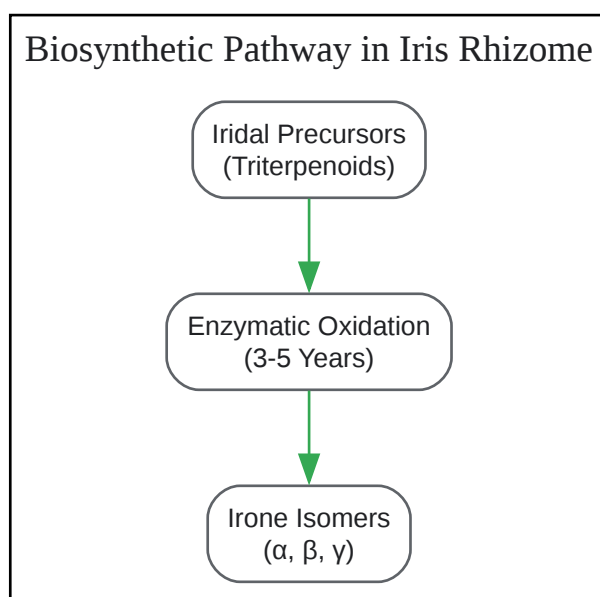 Biosynthetic Pathway in Iris Rhizome
Iridal Precursors
(Triterpenoids)
Enzymatic Oxidation
(3-5 Years)
Irone Isomers
(α, β, γ)